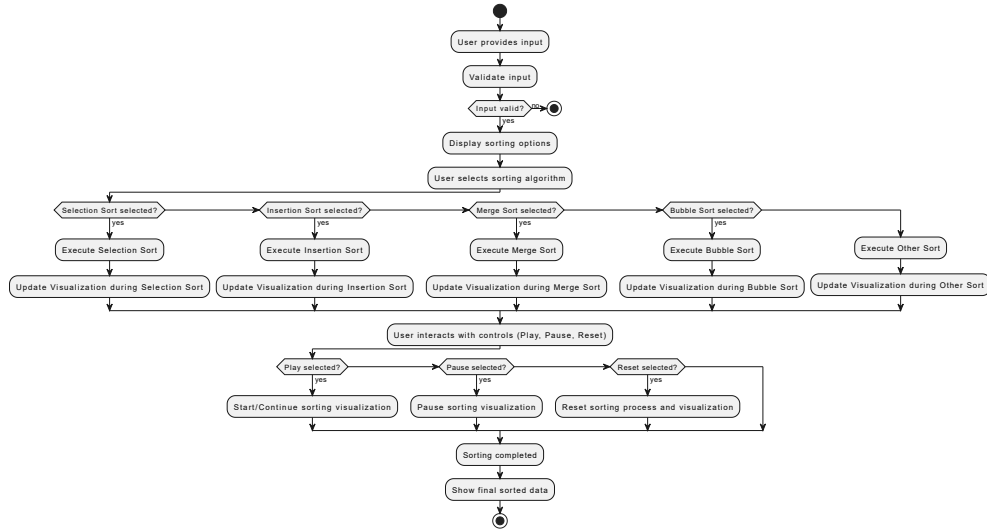 User provides input
Validate input
Input valid?
no
yes
Display sorting options
User selects sorting algorithm
Selection Sort selected?
Insertion Sort selected?
Merge Sort selected?
Bubble Sort selected?
yes
yes
yes
yes
Execute Selection Sort
Execute Insertion Sort
Execute Merge Sort
Execute Bubble Sort
Execute Other Sort
Update Visualization during Selection Sort
Update Visualization during Insertion Sort
Update Visualization during Merge Sort
Update Visualization during Bubble Sort
Update Visualization during Other Sort
User interacts with controls (Play, Pause, Reset)
Play selected?
Pause selected?
Reset selected?
yes
yes
yes
Start/Continue sorting visualization
Pause sorting visualization
Reset sorting process and visualization
Sorting completed
Show final sorted data